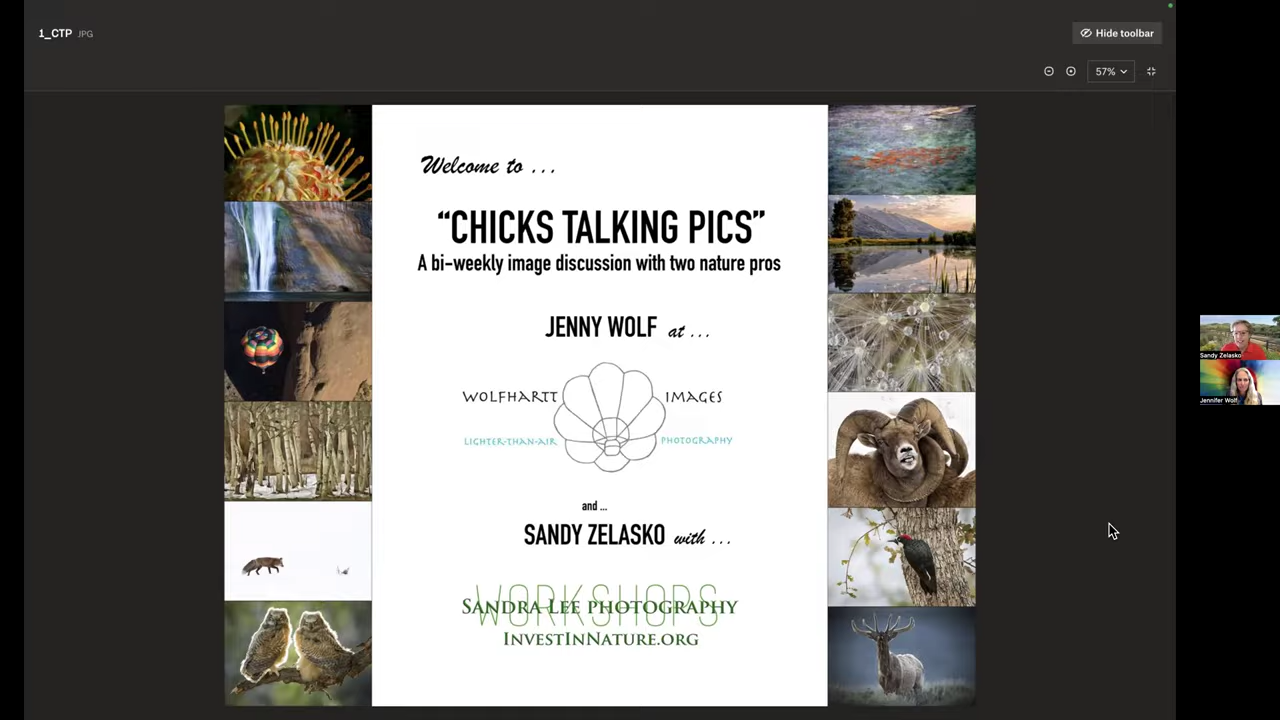 1_CTP JPG
Hide toolbar
57%
Welcome to ...
“CHICKS TALKING PICS”
A bi-weekly image discussion with two nature pros
JENNY WOLF at ...
WOLFHARTT IMAGES
LIGHTER-THAN-AIR PHOTOGRAPHY
and ...
SANDY ZELASKO with ...
WORKSHOPS
SANDRA LEE PHOTOGRAPHY
INVESTINNATURE.ORG
Sandy Zelasko
Jennifer Wolf